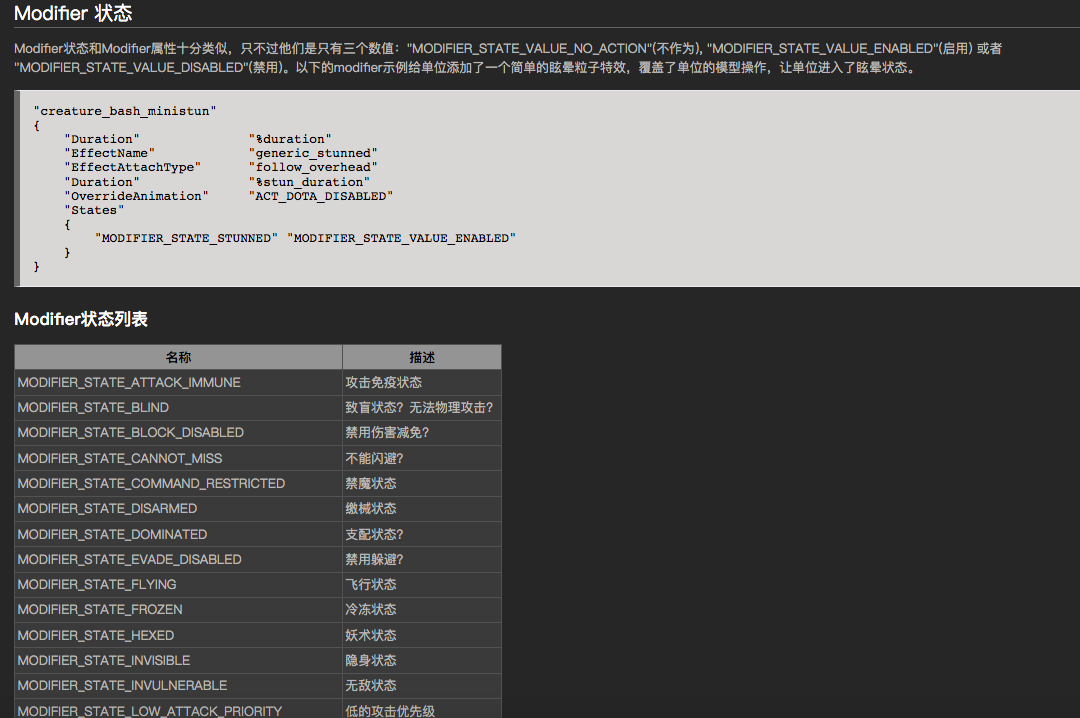 Modifier 状态
Modifier状态和Modifier属性十分类似，只不过他们是只有三个数值："MODIFIER_STATE_VALUE_NO_ACTION"(不作为), "MODIFIER_STATE_VALUE_ENABLED"(启用) 或者
"MODIFIER_STATE_VALUE_DISABLED"(禁用)。以下的modifier示例给单位添加了一个简单的眩晕粒子特效，覆盖了单位的模型操作，让单位进入了眩晕状态。
"creature_bash_ministun"
{
"Duration" "%duration"
"EffectName" "generic_stunned"
"EffectAttachType" "follow_overhead"
"Duration" "%stun_duration"
"OverrideAnimation" "ACT_DOTA_DISABLED"
"States"
{
"MODIFIER_STATE_STUNNED" "MODIFIER_STATE_VALUE_ENABLED"
}
}
Modifier状态列表
名称 描述
MODIFIER_STATE_ATTACK_IMMUNE 攻击免疫状态
MODIFIER_STATE_BLIND 致盲状态？无法物理攻击？
MODIFIER_STATE_BLOCK_DISABLED 禁用伤害减免？
MODIFIER_STATE_CANNOT_MISS 不能闪避？
MODIFIER_STATE_COMMAND_RESTRICTED 禁魔状态
MODIFIER_STATE_DISARMED 缴械状态
MODIFIER_STATE_DOMINATED 支配状态？
MODIFIER_STATE_EVADE_DISABLED 禁用躲避？
MODIFIER_STATE_FLYING 飞行状态
MODIFIER_STATE_FROZEN 冷冻状态
MODIFIER_STATE_HEXED 妖术状态
MODIFIER_STATE_INVISIBLE 隐身状态
MODIFIER_STATE_INVULNERABLE 无敌状态
MODIFIER_STATE_LOW_ATTACK_PRIORITY 低的攻击优先级